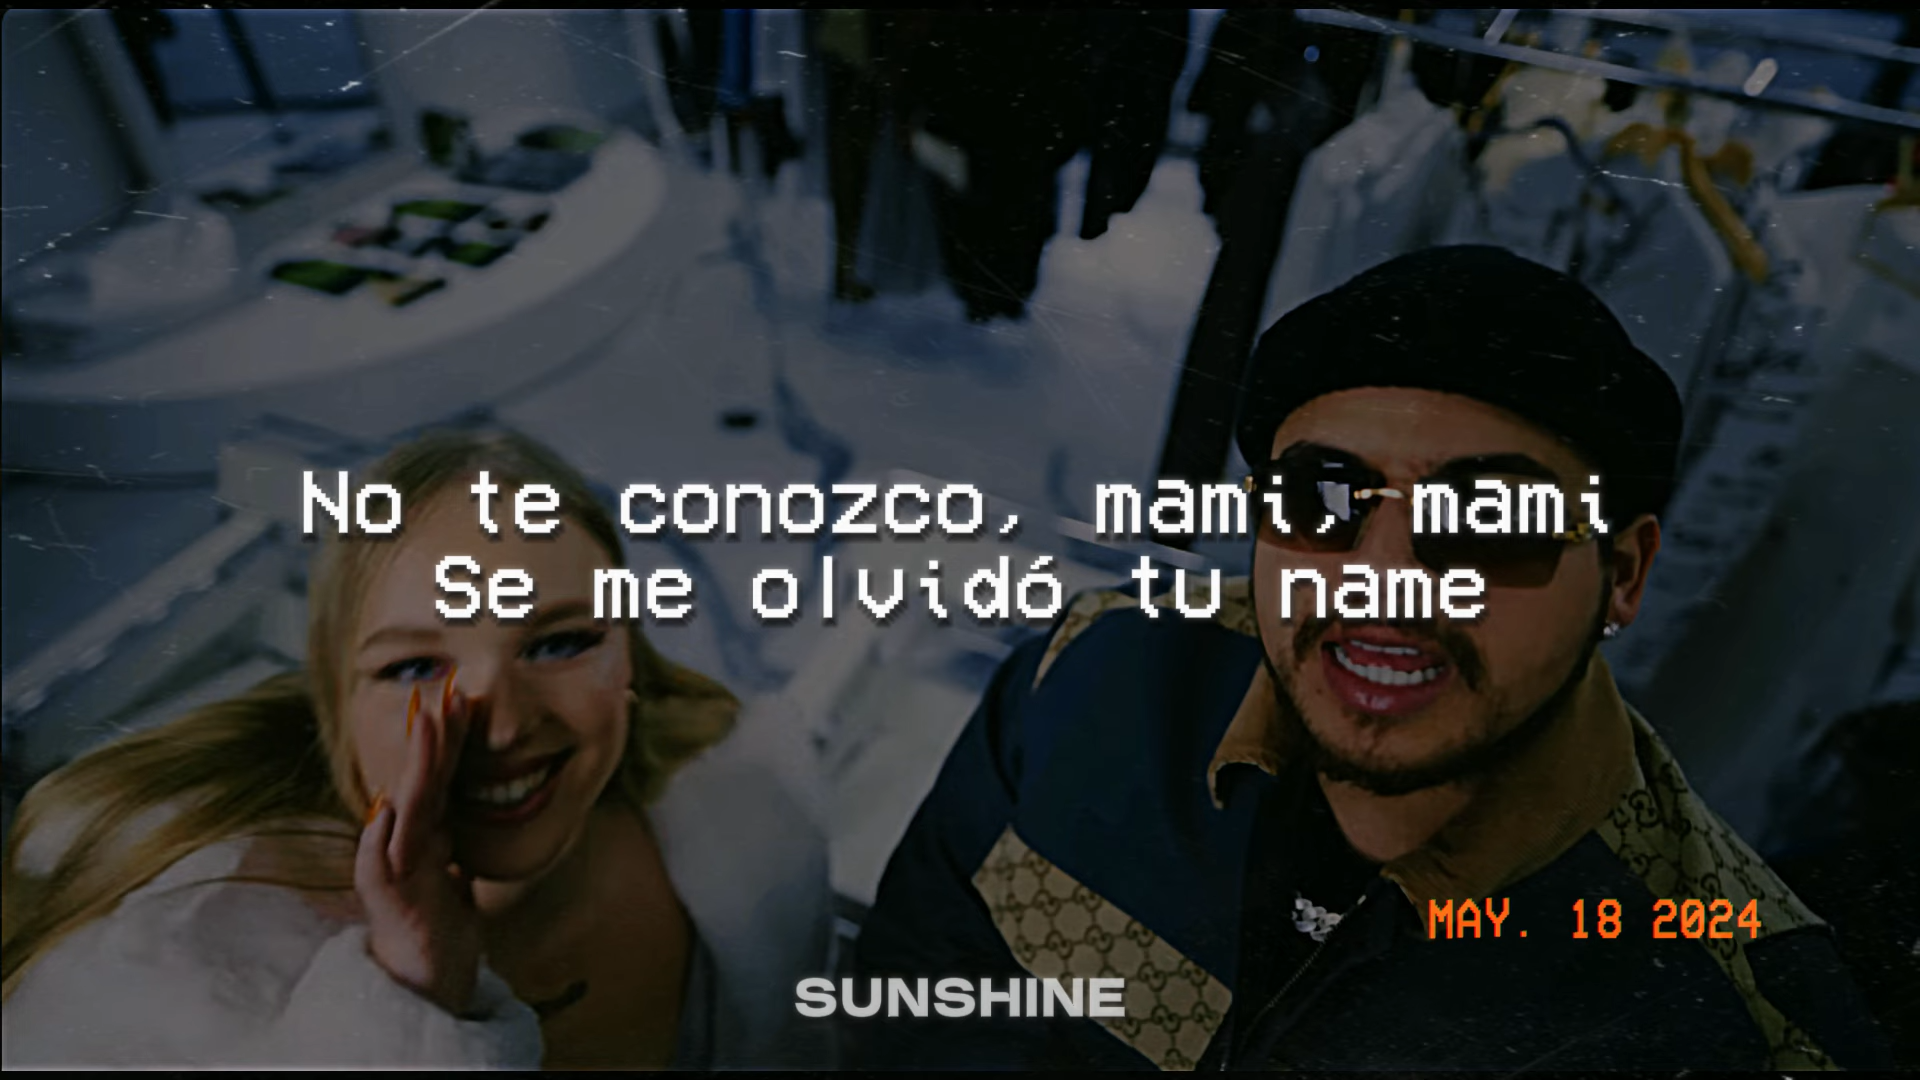 No te conozco, mami, mami
Se me olvidó tu name
MAY. 18 2024
SUNSHINE